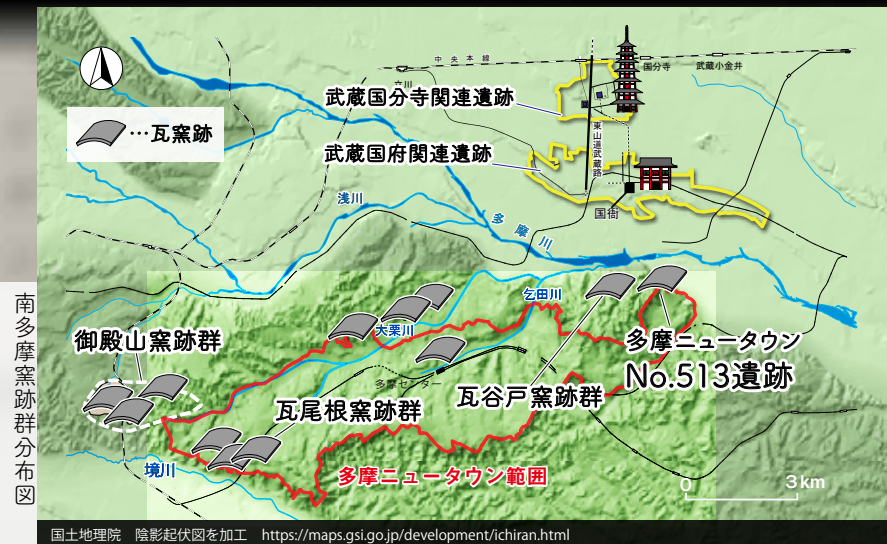 南多摩窯跡群分布図
中央本線
立川
国分寺
武蔵小金井
武蔵国分寺関連遺跡
…瓦窯跡
東山道武蔵路
武蔵国府関連遺跡
国衙
浅川
多摩川
乞田川
大栗川
御殿山窯跡群
多摩ニュータウン
No.513遺跡
多摩センター
瓦谷戸窯跡群
瓦尾根窯跡群
境川
多摩ニュータウン範囲
0 3km
国土地理院 陰影起伏図を加工 https://maps.gsi.go.jp/development/ichiran.html